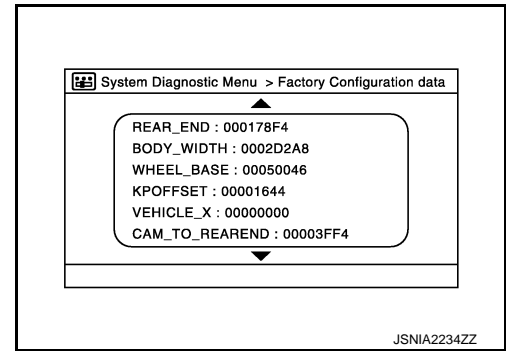 System Diagnostic Menu > Factory Configuration data
REAR_END : 000178F4
BODY_WIDTH : 0002D2A8
WHEEL_BASE : 00050046
KPOFFSET : 00001644
VEHICLE_X : 00000000
CAM_TO_REAREND : 00003FF4
JSNIA2234ZZ